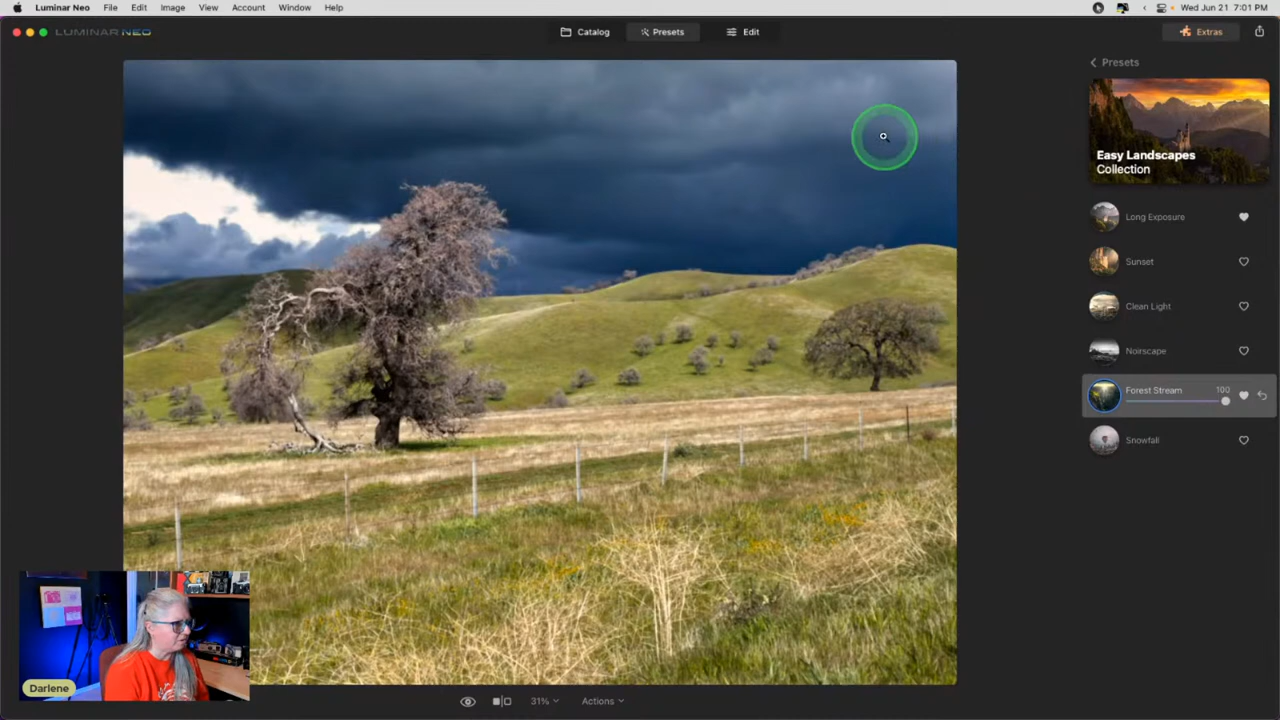 Luminar Neo File Edit Image View Account Window Help Wed Jun 21 7:01 PM
LUMINAR NEO Catalog Presets Edit Extras
Presets
Easy Landscapes
Collection
Long Exposure
Sunset
Clean Light
Noirscape
Forest Stream 100
Snowfall
Darlene
31% Actions